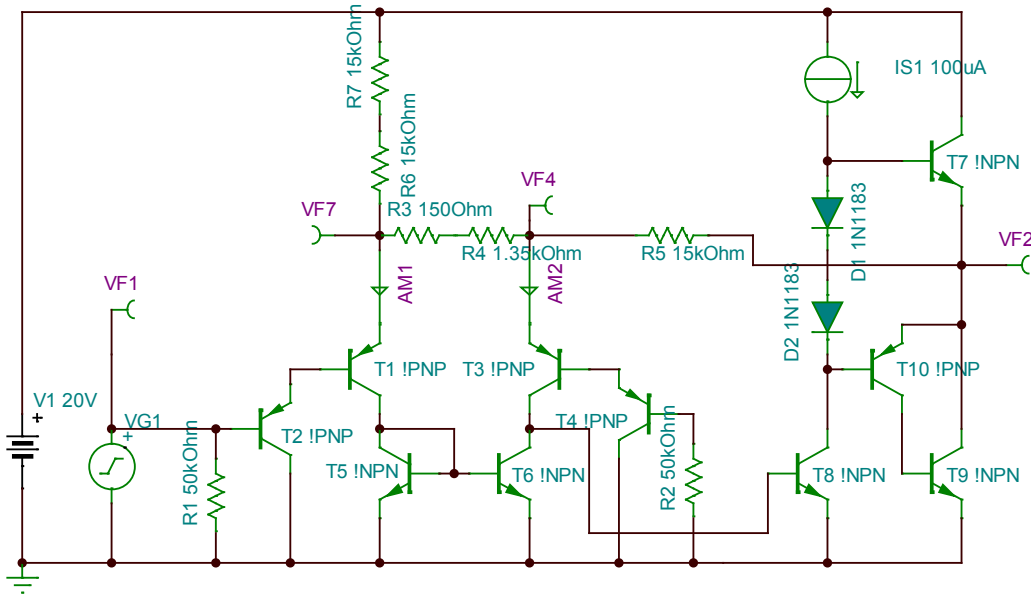 IS1 100uA
R7 15kOhm
T7 !NPN
R6 15kOhm
VF4
VF7
R3 150Ohm
R4 1.35kOhm
R5 15kOhm
D1 1N1183
VF2
VF1
AM1
AM2
D2 1N1183
T1 !PNP
T3 !PNP
T10 !PNP
V1 20V
+
VG1
+
T2 !PNP
T4 !PNP
R1 50kOhm
T5 !NPN
T6 !NPN
R2 50kOhm
T8 !NPN
T9 !NPN